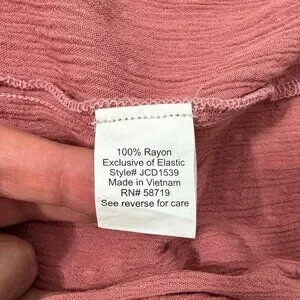 100% Rayon
Exclusive of Elastic
Style# JCD1539
Made in Vietnam
RN# 58719
See reverse for care